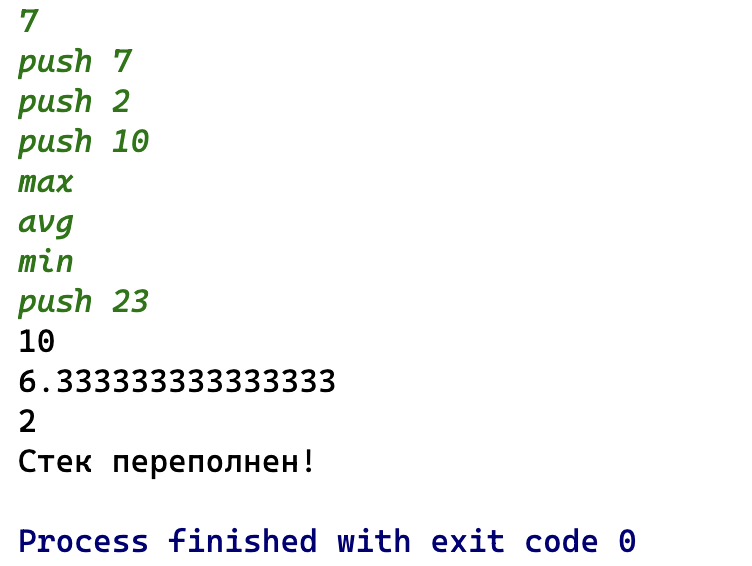 7
push 7
push 2
push 10
max
avg
min
push 23
10
6.333333333333333
2
Стек переполнен!
Process finished with exit code 0